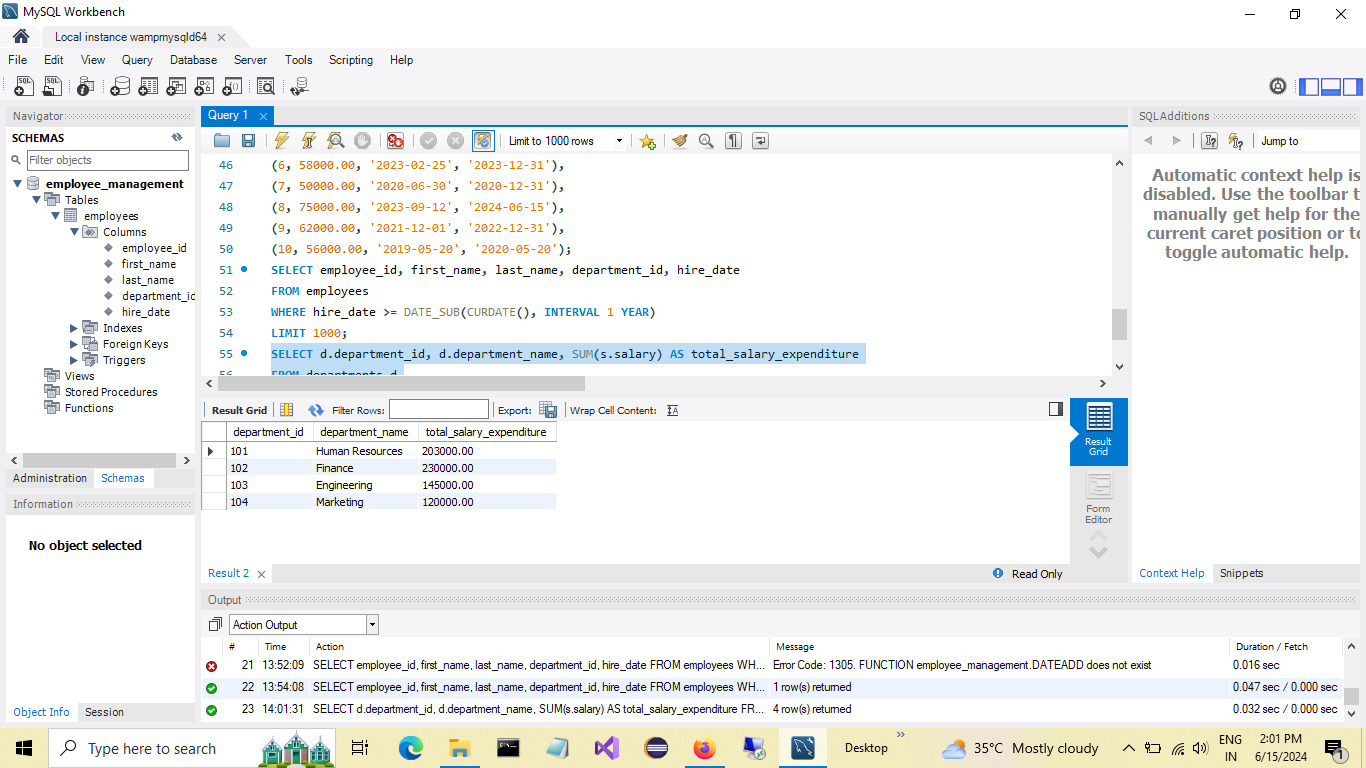 MySQL Workbench
Local instance wampmysqld64
File Edit View Query Database Server Tools Scripting Help
Navigator
SCHEMAS
Filter objects
employee_management
Tables
employees
Columns
employee_id
first_name
last_name
department_id
hire_date
Indexes
Foreign Keys
Triggers
Views
Stored Procedures
Functions
Administration Schemas
Information
No object selected
Object Info Session
Query 1
Limit to 1000 rows
46 (6, 58000.00, '2023-02-25', '2023-12-31'),
47 (7, 50000.00, '2020-06-30', '2020-12-31'),
48 (8, 75000.00, '2023-09-12', '2024-06-15'),
49 (9, 62000.00, '2021-12-01', '2022-12-31'),
50 (10, 56000.00, '2019-05-20', '2020-05-20');
51 SELECT employee_id, first_name, last_name, department_id, hire_date
52 FROM employees
53 WHERE hire_date >= DATE_SUB(CURDATE(), INTERVAL 1 YEAR)
54 LIMIT 1000;
55 SELECT d.department_id, d.department_name, SUM(s.salary) AS total_salary_expenditure
56 FROM departments d
Result Grid Filter Rows: Export: Wrap Cell Content:
department_id department_name total_salary_expenditure
101 Human Resources 203000.00
102 Finance 230000.00
103 Engineering 145000.00
104 Marketing 120000.00
Result Grid
Form Editor
Result 2 Read Only
SQLAdditions
Jump to
Automatic context help is
disabled. Use the toolbar t
manually get help for the
current caret position or to
toggle automatic help.
Context Help Snippets
Output
Action Output
# Time Action Message Duration / Fetch
21 13:52:09 SELECT employee_id, first_name, last_name, department_id, hire_date FROM employees WH... Error Code: 1305. FUNCTION employee_management.DATEADD does not exist 0.016 sec
22 13:54:08 SELECT employee_id, first_name, last_name, department_id, hire_date FROM employees WH... 1 row(s) returned 0.047 sec / 0.000 sec
23 14:01:31 SELECT d.department_id, d.department_name, SUM(s.salary) AS total_salary_expenditure FR... 4 row(s) returned 0.032 sec / 0.000 sec
Type here to search
Desktop
35°C Mostly cloudy
ENG
IN
2:01 PM
6/15/2024
1